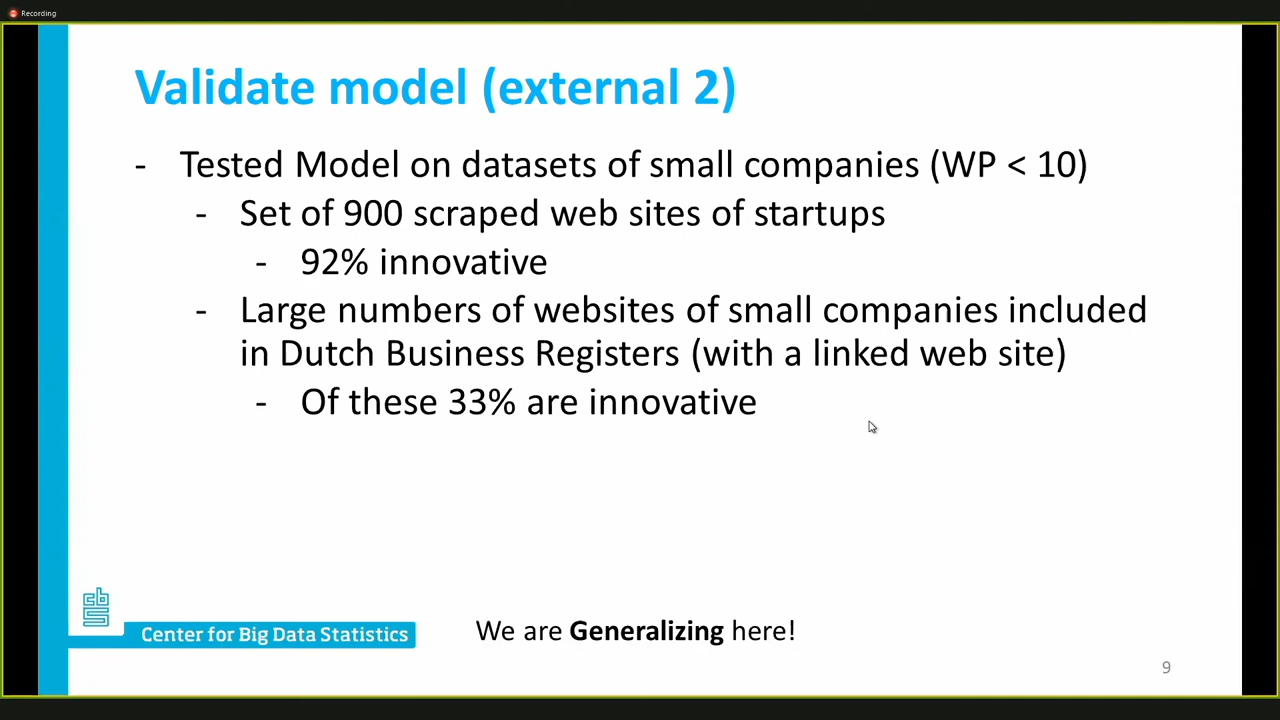 Recording
Validate model (external 2)
- Tested Model on datasets of small companies (WP < 10)
- Set of 900 scraped web sites of startups
- 92% innovative
- Large numbers of websites of small companies included
in Dutch Business Registers (with a linked web site)
- Of these 33% are innovative
cbs
Center for Big Data Statistics
We are Generalizing here!
9